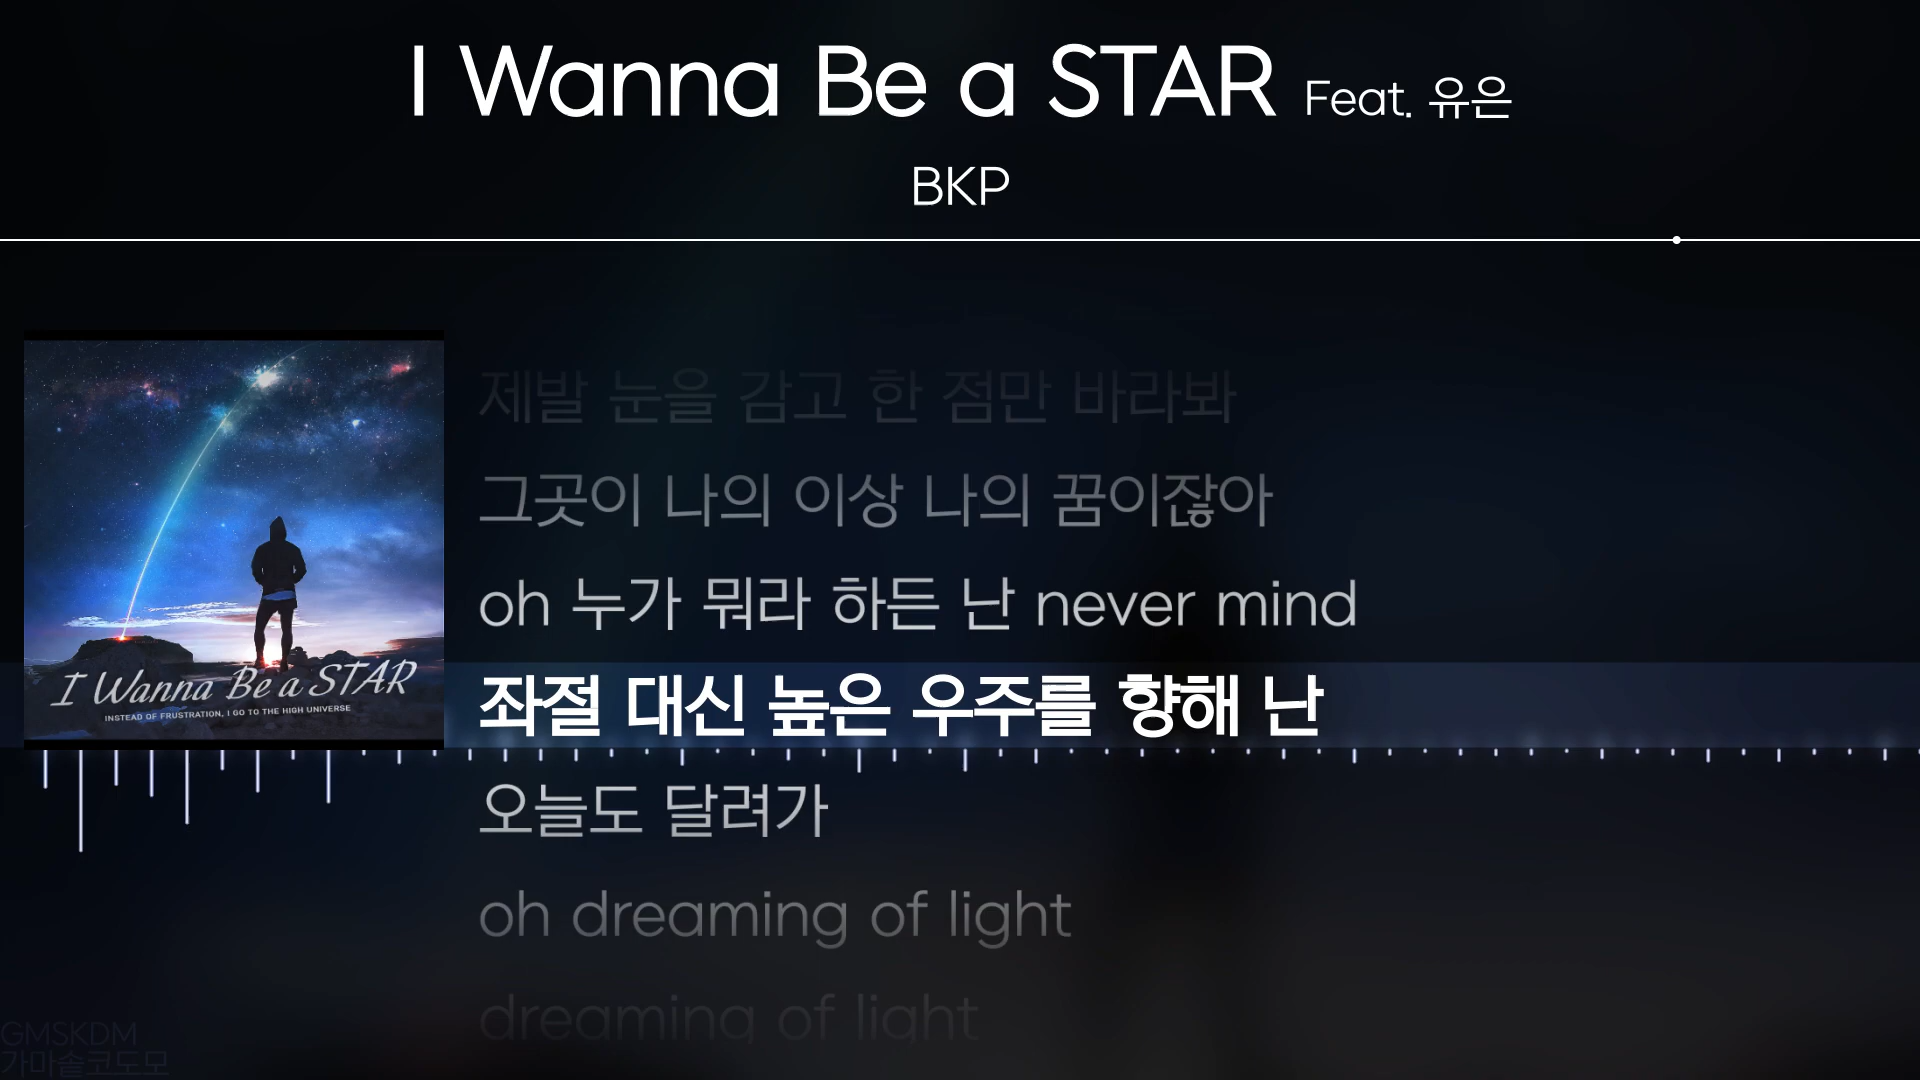 I Wanna Be a STAR Feat. 유은
BKP
제발 눈을 감고 한 점만 바라봐
그곳이 나의 이상 나의 꿈이잖아
oh 누가 뭐라 하든 난 never mind
좌절 대신 높은 우주를 향해 난
I Wanna Be a STAR
INSTEAD OF FRUSTRATION, I GO TO THE HIGH UNIVERSE
오늘도 달려가
oh dreaming of light
dreaming of light
GMSKDM
가마솥코도모